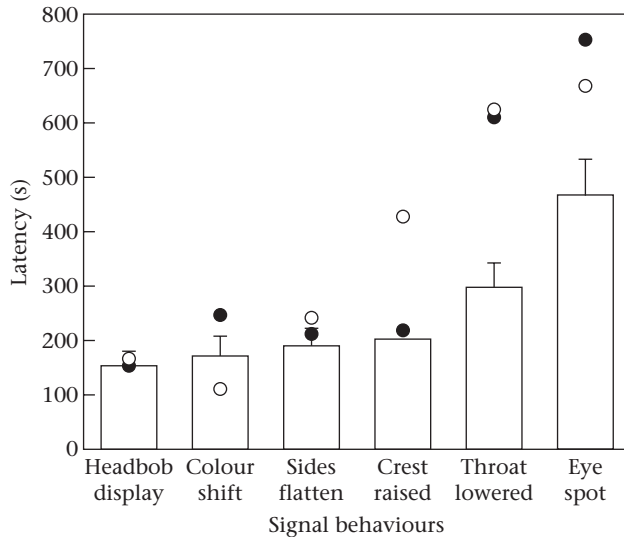 800
700
600
500
400
300
200
100
0
Latency (s)
Headbob display
Colour shift
Sides flatten
Crest raised
Throat lowered
Eye spot
Signal behaviours